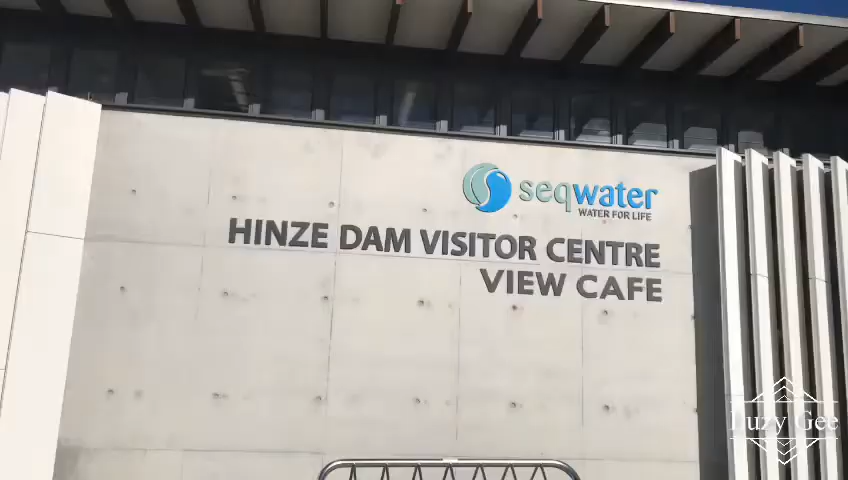 seqwater
WATER FOR LIFE
HINZE DAM VISITOR CENTRE
VIEW CAFE
Luzy Gee